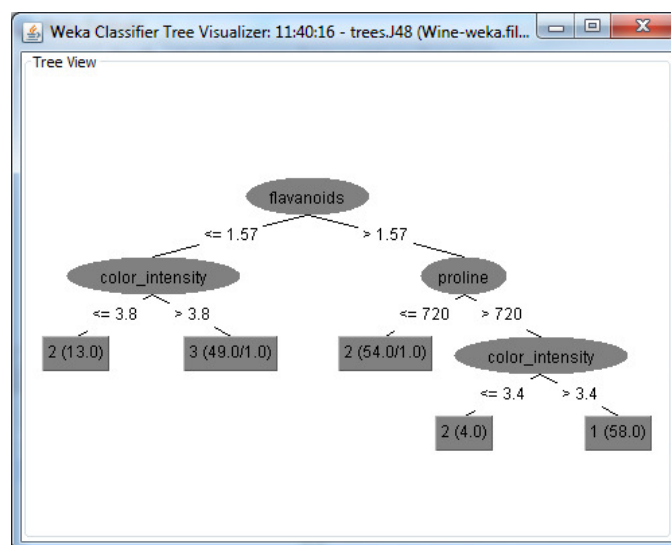 Weka Classifier Tree Visualizer: 11:40:16 - trees.J48 (Wine-weka.fil...
Tree View
flavanoids
<= 1.57 > 1.57
color_intensity proline
<= 3.8 > 3.8 <= 720 > 720
2 (13.0) 3 (49.0/1.0) 2 (54.0/1.0) color_intensity
<= 3.4 > 3.4
2 (4.0) 1 (58.0)